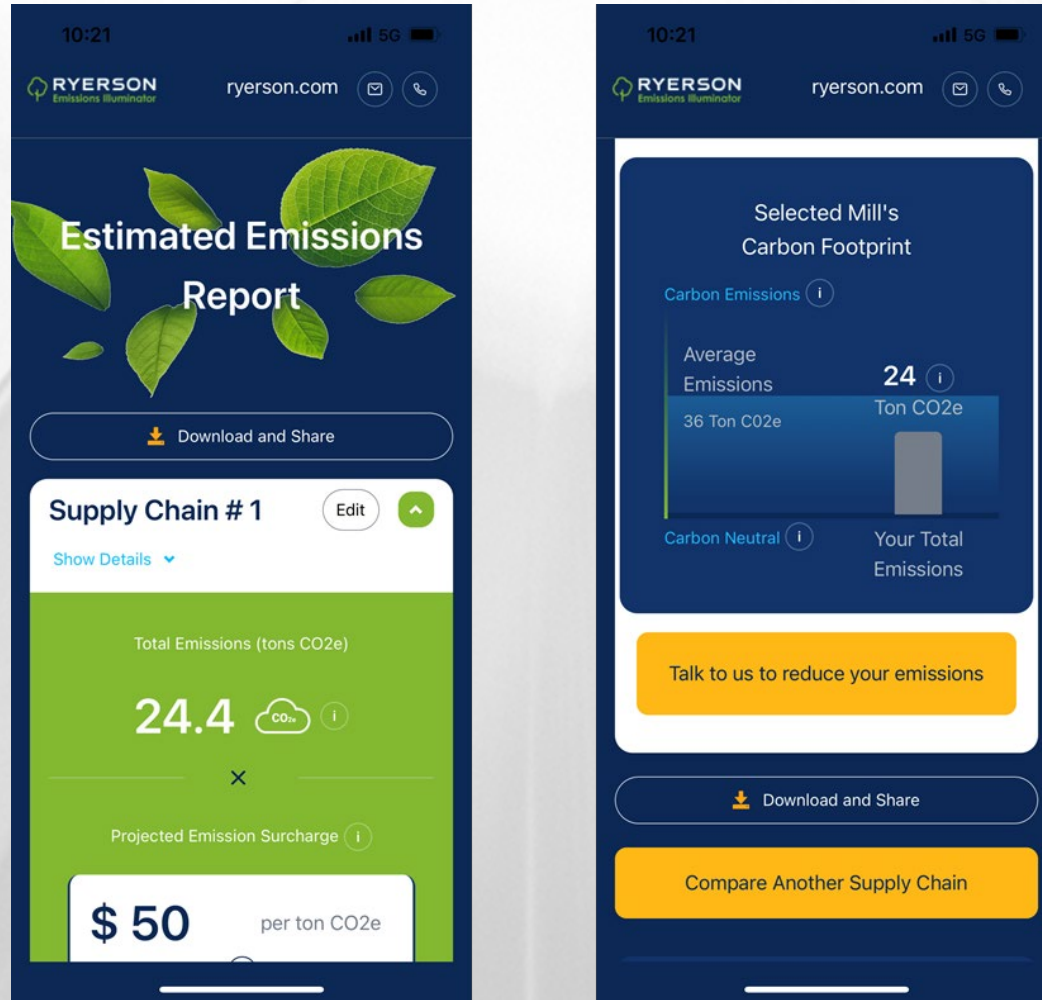 10:21
5G
RYERSON
Emissions Illuminator
ryerson.com
Estimated Emissions
Report
Download and Share
Supply Chain # 1
Edit
Show Details
Total Emissions (tons CO2e)
24.4
CO₂e
i
×
Projected Emission Surcharge i
$ 50
per ton CO2e
10:21
5G
RYERSON
Emissions Illuminator
ryerson.com
Selected Mill's
Carbon Footprint
Carbon Emissions i
Average
Emissions
36 Ton C02e
24 i
Ton CO2e
Carbon Neutral i
Your Total
Emissions
Talk to us to reduce your emissions
Download and Share
Compare Another Supply Chain